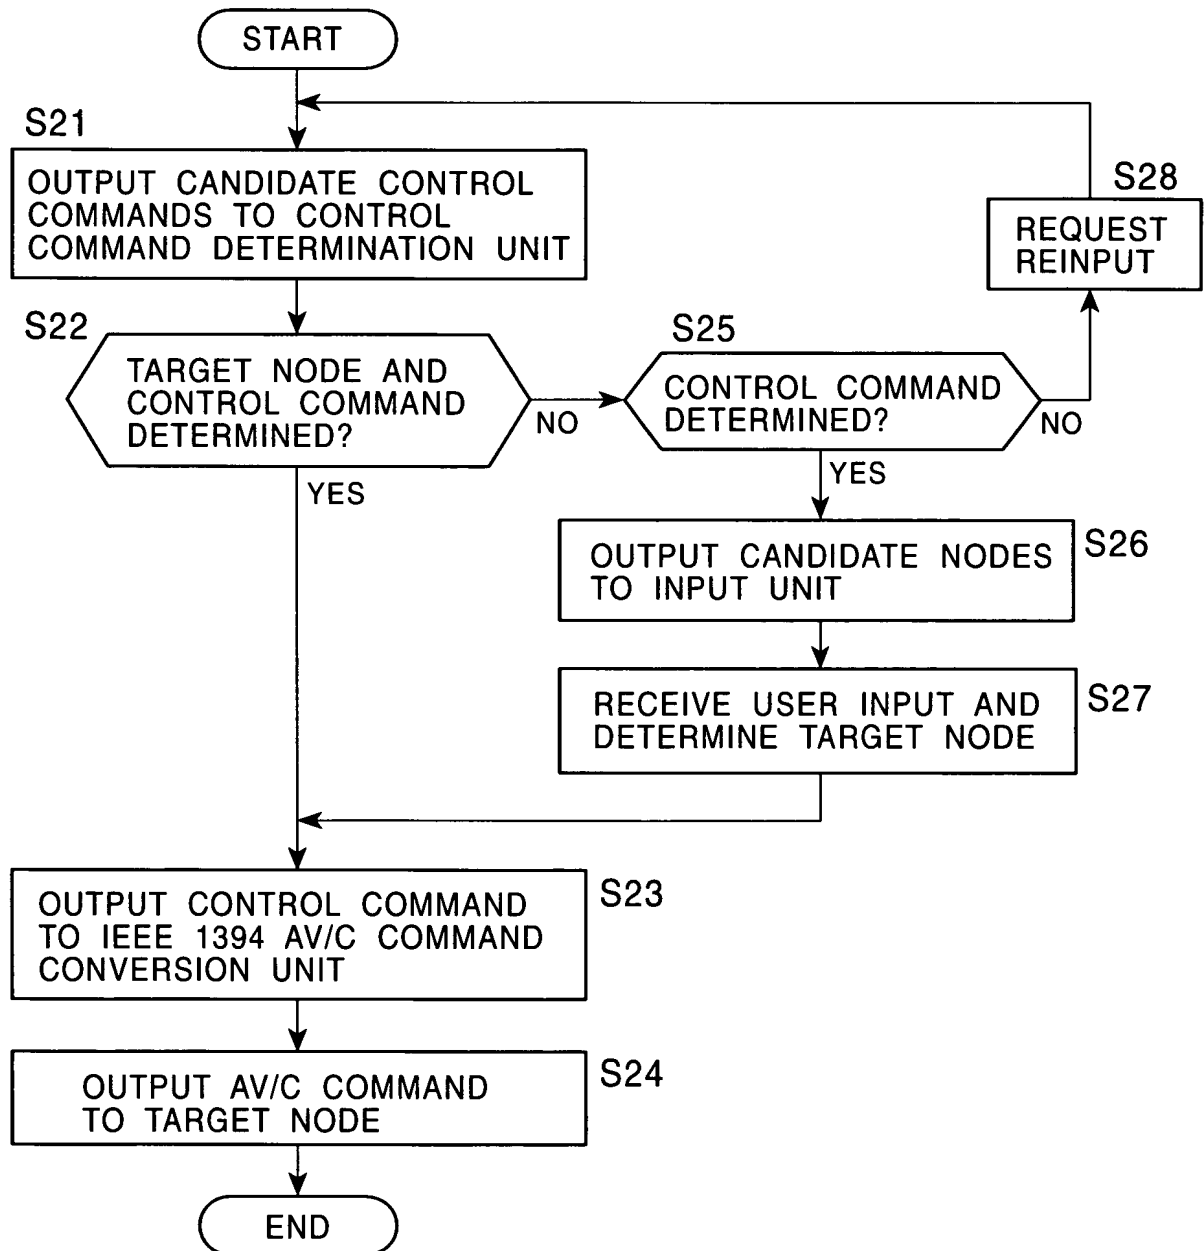 START
S21
OUTPUT CANDIDATE CONTROL
COMMANDS TO CONTROL
COMMAND DETERMINATION UNIT
S28
REQUEST
REINPUT
S22
TARGET NODE AND
CONTROL COMMAND
DETERMINED?
NO
YES
S25
CONTROL COMMAND
DETERMINED?
NO
YES
S26
OUTPUT CANDIDATE NODES
TO INPUT UNIT
S27
RECEIVE USER INPUT AND
DETERMINE TARGET NODE
S23
OUTPUT CONTROL COMMAND
TO IEEE 1394 AV/C COMMAND
CONVERSION UNIT
S24
OUTPUT AV/C COMMAND
TO TARGET NODE
END